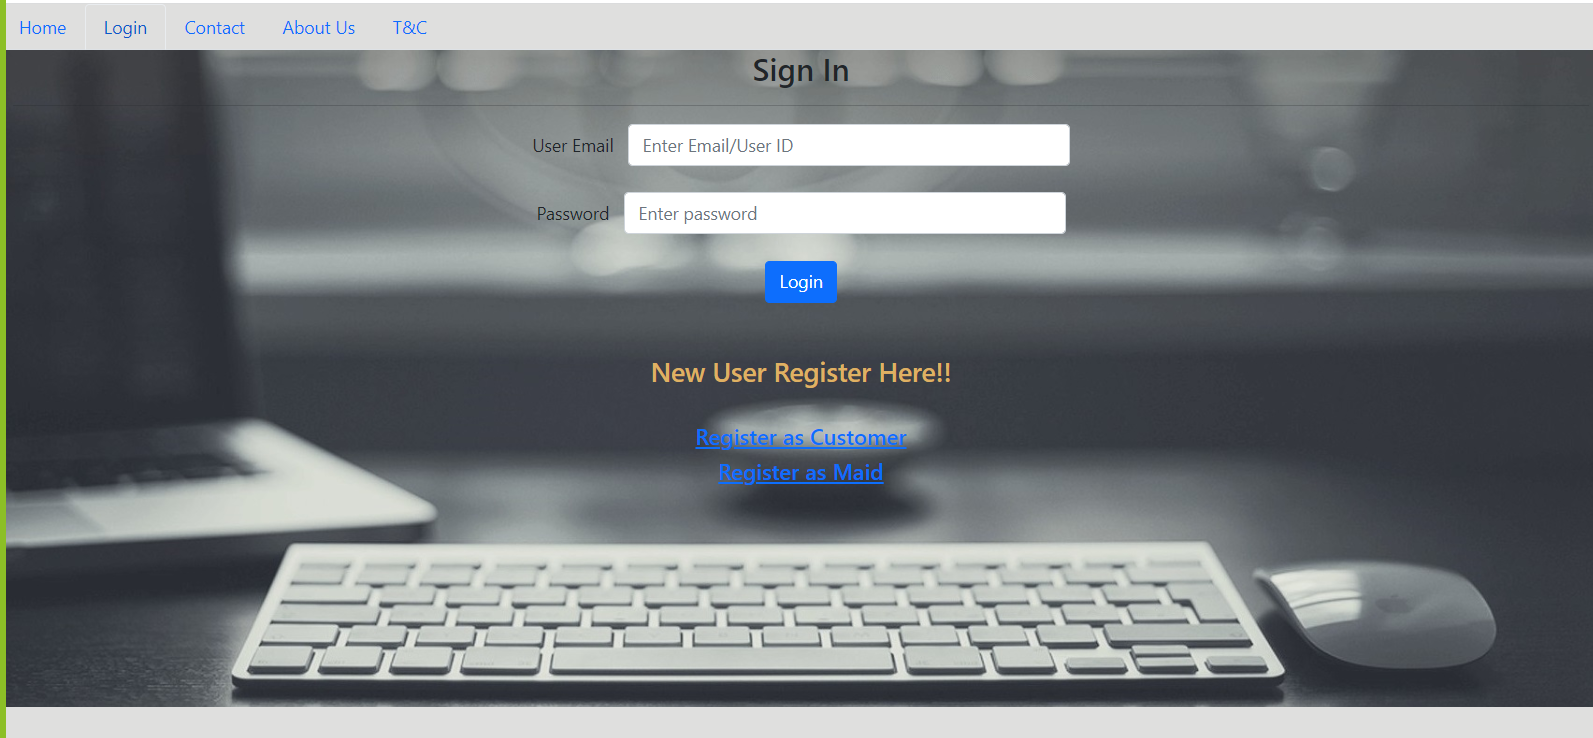 Home Login Contact About Us T&C
Sign In
User Email Enter Email/User ID
Password Enter password
Login
New User Register Here!!
Register as Customer
Register as Maid